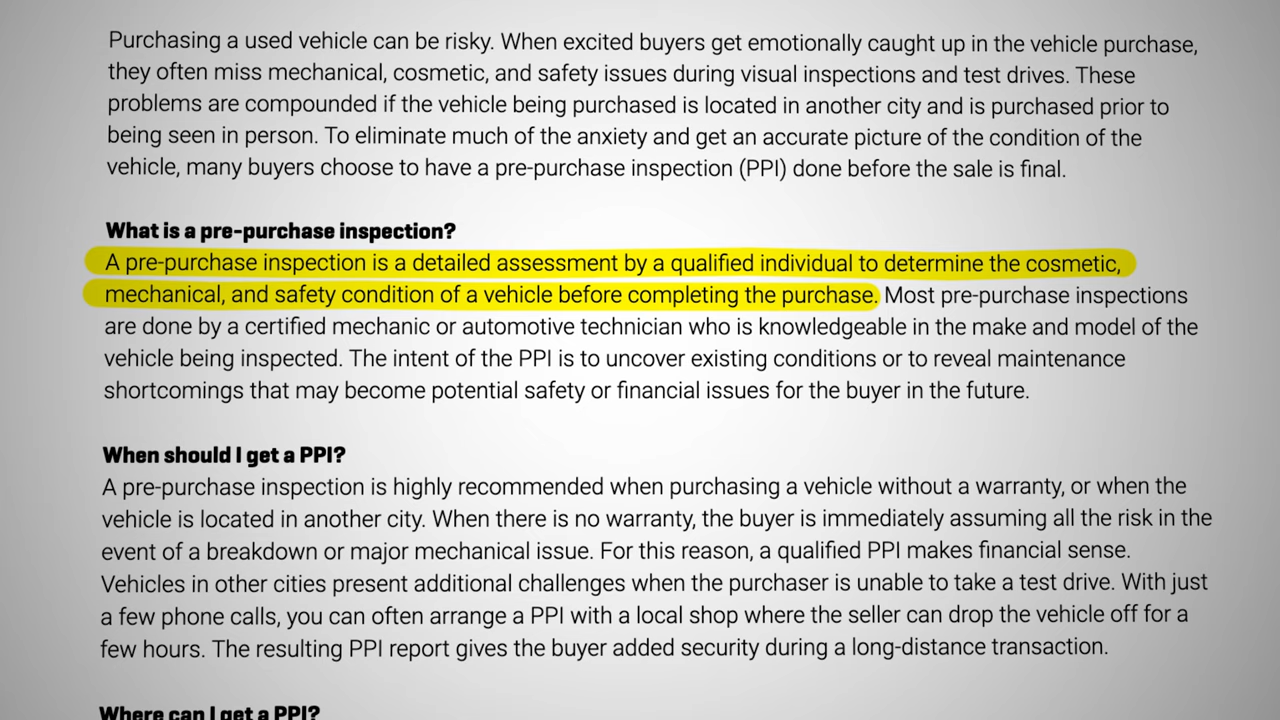 Purchasing a used vehicle can be risky. When excited buyers get emotionally caught up in the vehicle purchase,
they often miss mechanical, cosmetic, and safety issues during visual inspections and test drives. These
problems are compounded if the vehicle being purchased is located in another city and is purchased prior to
being seen in person. To eliminate much of the anxiety and get an accurate picture of the condition of the
vehicle, many buyers choose to have a pre-purchase inspection (PPI) done before the sale is final.
What is a pre-purchase inspection?
A pre-purchase inspection is a detailed assessment by a qualified individual to determine the cosmetic,
mechanical, and safety condition of a vehicle before completing the purchase. Most pre-purchase inspections
are done by a certified mechanic or automotive technician who is knowledgeable in the make and model of the
vehicle being inspected. The intent of the PPI is to uncover existing conditions or to reveal maintenance
shortcomings that may become potential safety or financial issues for the buyer in the future.
When should I get a PPI?
A pre-purchase inspection is highly recommended when purchasing a vehicle without a warranty, or when the
vehicle is located in another city. When there is no warranty, the buyer is immediately assuming all the risk in the
event of a breakdown or major mechanical issue. For this reason, a qualified PPI makes financial sense.
Vehicles in other cities present additional challenges when the purchaser is unable to take a test drive. With just
a few phone calls, you can often arrange a PPI with a local shop where the seller can drop the vehicle off for a
few hours. The resulting PPI report gives the buyer added security during a long-distance transaction.
Where can I get a PPI?